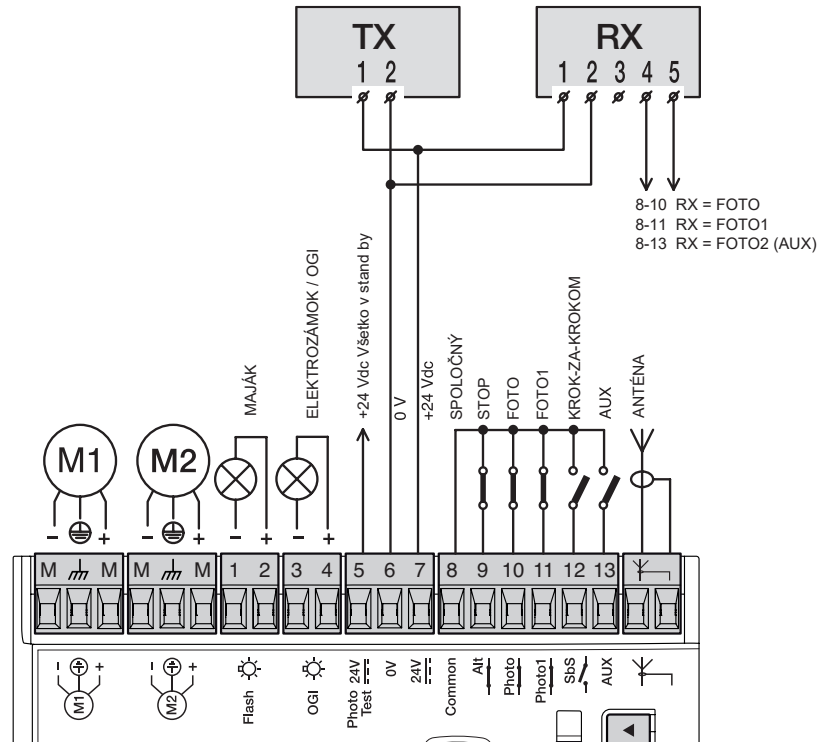 TX
1 2
RX
1 2 3 4 5
8-10 RX = FOTO
8-11 RX = FOTO1
8-13 RX = FOTO2 (AUX)
MAJÁK
ELEKTROZÁMOK / OGI
+24 Vdc Všetko v stand by
0 V
+24 Vdc
SPOLOČNÝ
STOP
FOTO
FOTO1
KROK-ZA-KROKOM
AUX
ANTÉNA
M1
M2
- +
- +
- +
- +
M M M M 1 2 3 4 5 6 7 8 9 10 11 12 13
- +
M1
- +
M2
Flash
OGI
Photo 24V
Test
0V
24V
Common
Alt
Photo
Photo1
SbS
AUX